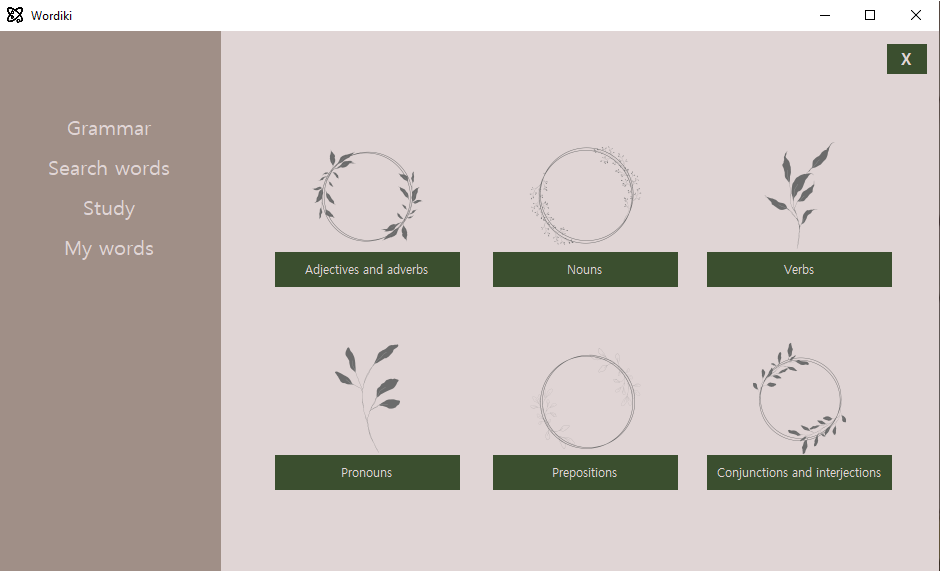 Wordiki
X
Grammar
Search words
Study
My words
Adjectives and adverbs
Nouns
Verbs
Pronouns
Prepositions
Conjunctions and interjections